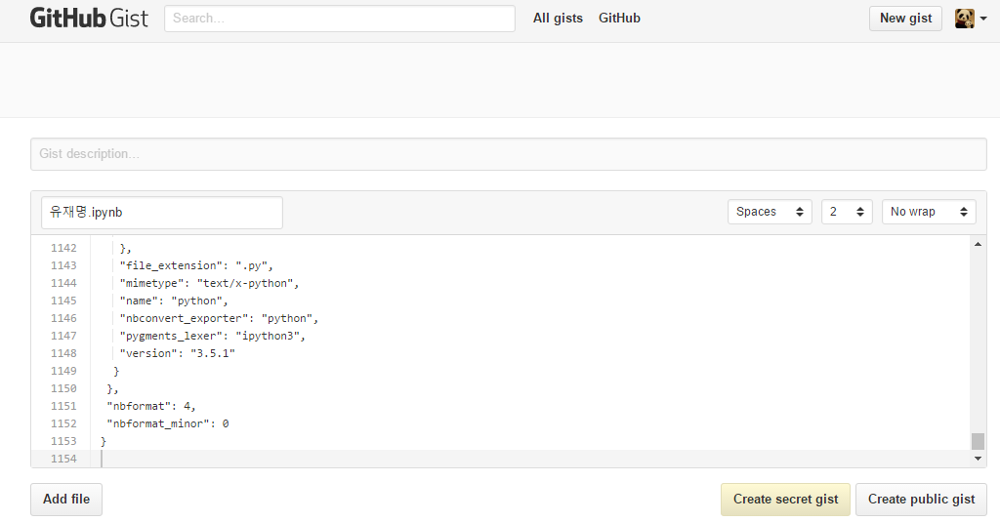 GitHub Gist Search... All gists GitHub New gist
Gist description...
유재명.ipynb Spaces 2 No wrap
1142 },
1143 "file_extension": ".py",
1144 "mimetype": "text/x-python",
1145 "name": "python",
1146 "nbconvert_exporter": "python",
1147 "pygments_lexer": "ipython3",
1148 "version": "3.5.1"
1149 }
1150 },
1151 "nbformat": 4,
1152 "nbformat_minor": 0
1153 }
1154
Add file Create secret gist Create public gist